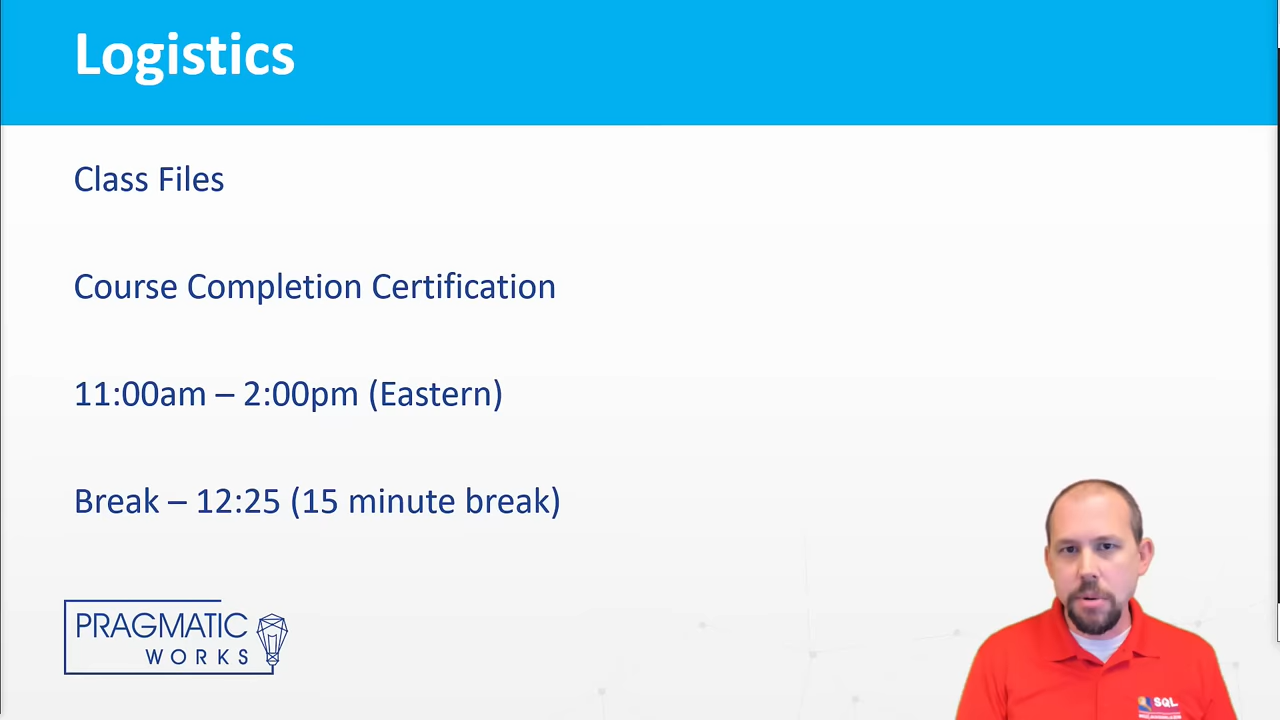 Logistics
Class Files
Course Completion Certification
11:00am – 2:00pm (Eastern)
Break – 12:25 (15 minute break)
PRAGMATIC
WORKS
SQL